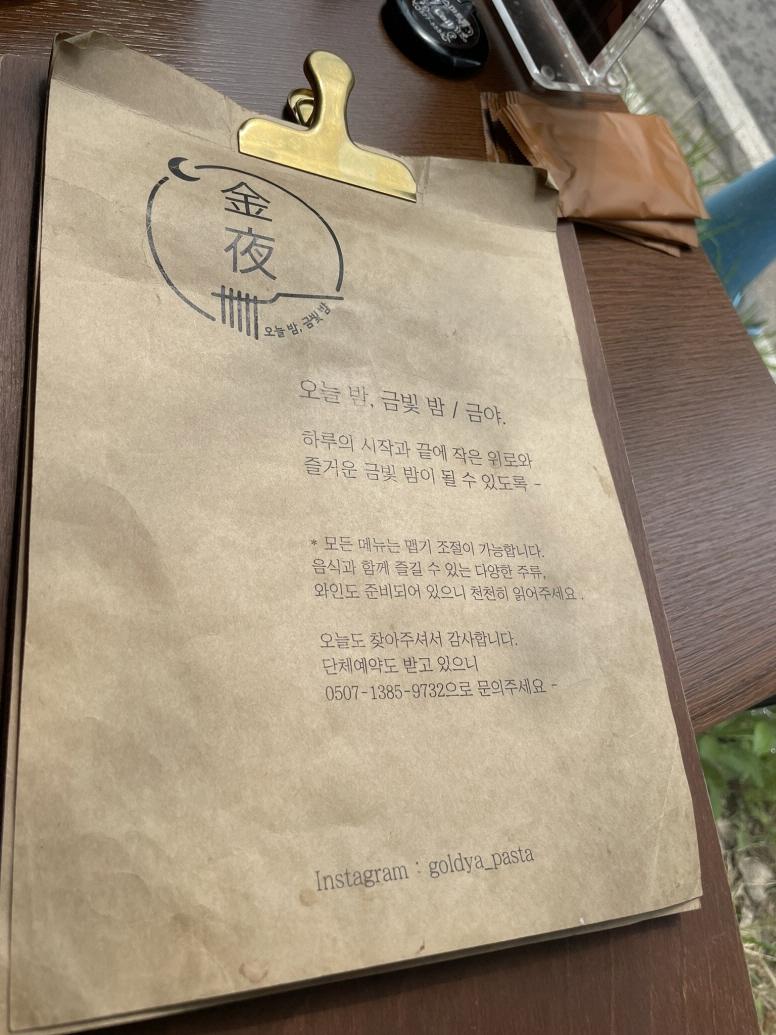 金
夜
오늘 밤, 금빛 밤
오늘 밤, 금빛 밤 / 금야.
하루의 시작과 끝에 작은 위로와
즐거운 금빛 밤이 될 수 있도록 -
* 모든 메뉴는 맵기 조절이 가능합니다.
음식과 함께 즐길 수 있는 다양한 주류,
와인도 준비되어 있으니 천천히 읽어주세요.
오늘도 찾아주셔서 감사합니다.
단체예약도 받고 있으니
0507-1385-9732으로 문의주세요 -
Instagram : goldya_pasta